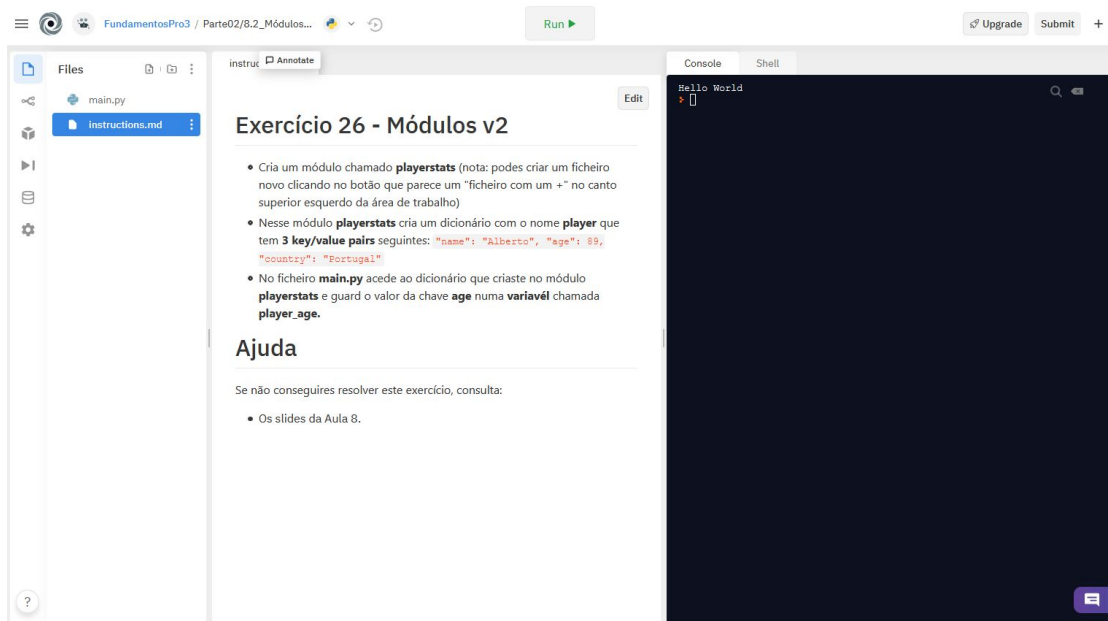 FundamentosPro3 / Parte02/8.2_Módulos...
Run
Upgrade
Submit
+
Files
main.py
instructions.md
instruc
Annotate
Edit
Exercício 26 - Módulos v2
Cria um módulo chamado playerstats (nota: podes criar um ficheiro
novo clicando no botão que parece um "ficheiro com um +" no canto
superior esquerdo da área de trabalho)
Nesse módulo playerstats cria um dicionário com o nome player que
tem 3 key/value pairs seguintes: "name": "Alberto", "age": 89,
"country": "Portugal"
No ficheiro main.py acede ao dicionário que criaste no módulo
playerstats e guard o valor da chave age numa variavél chamada
player_age.
Ajuda
Se não conseguires resolver este exercício, consulta:
Os slides da Aula 8.
Console
Shell
Hello World
?